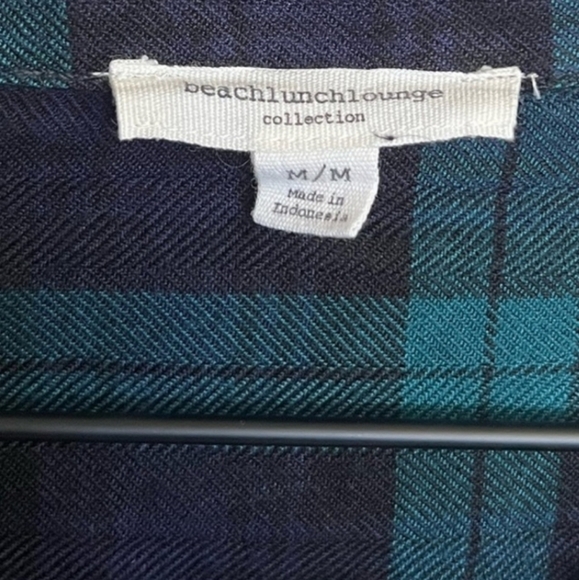 beachlunchlounge
collection
M/M
Made in
Indonesia